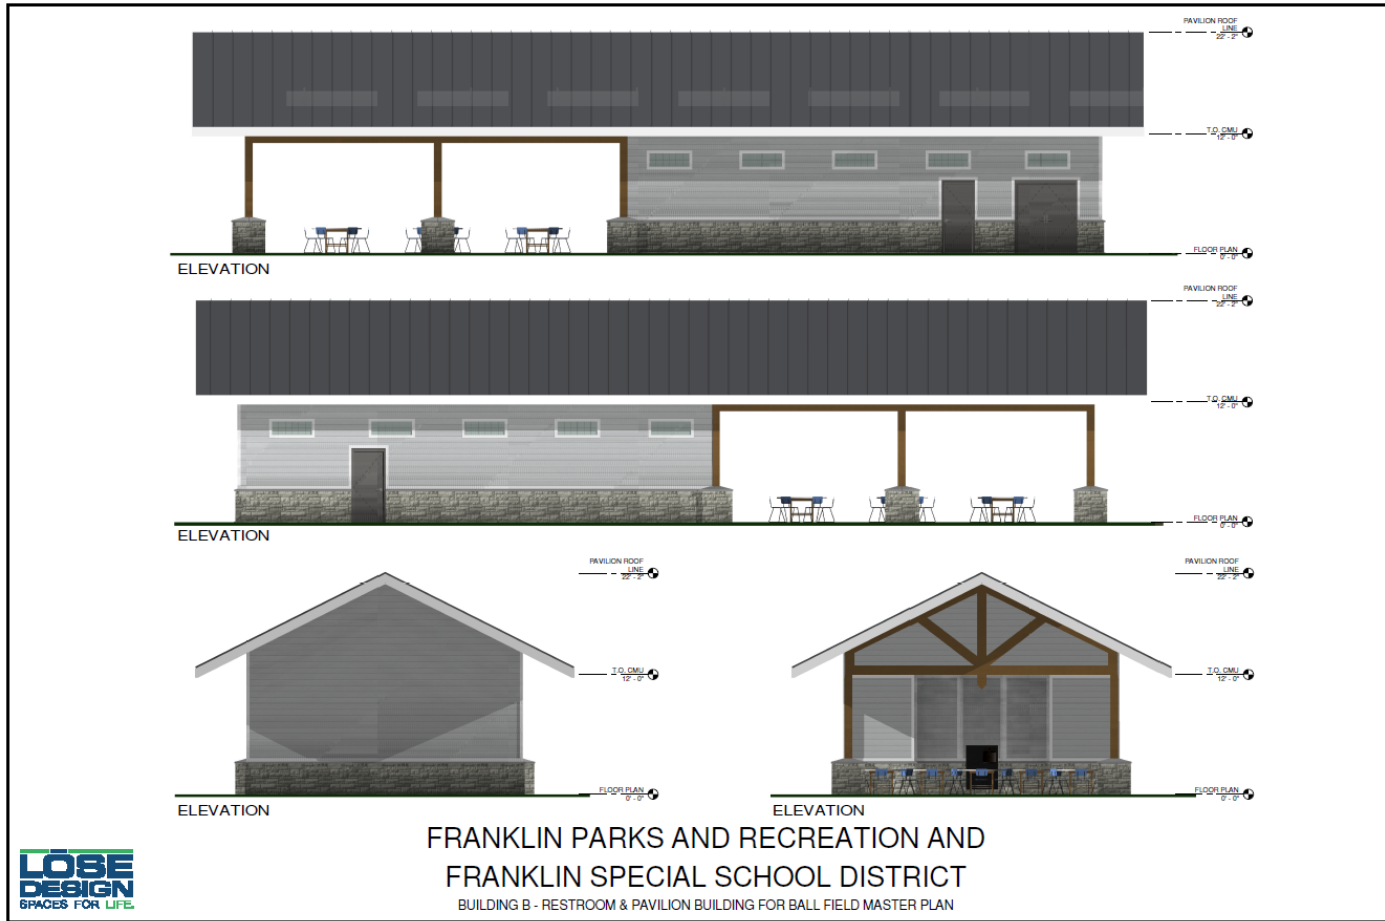 PAVILION ROOF
LINE
22' - 2"
T.O. CMU
12' - 0"
FLOOR PLAN
0' - 0"
ELEVATION
PAVILION ROOF
LINE
22' - 2"
T.O. CMU
12' - 0"
FLOOR PLAN
0' - 0"
ELEVATION
PAVILION ROOF
LINE
22' - 2"
T.O. CMU
12' - 0"
FLOOR PLAN
0' - 0"
ELEVATION
PAVILION ROOF
LINE
22' - 2"
T.O. CMU
12' - 0"
FLOOR PLAN
0' - 0"
ELEVATION
FRANKLIN PARKS AND RECREATION AND
FRANKLIN SPECIAL SCHOOL DISTRICT
BUILDING B - RESTROOM & PAVILION BUILDING FOR BALL FIELD MASTER PLAN
LOSE
DESIGN
SPACES FOR LIFE.